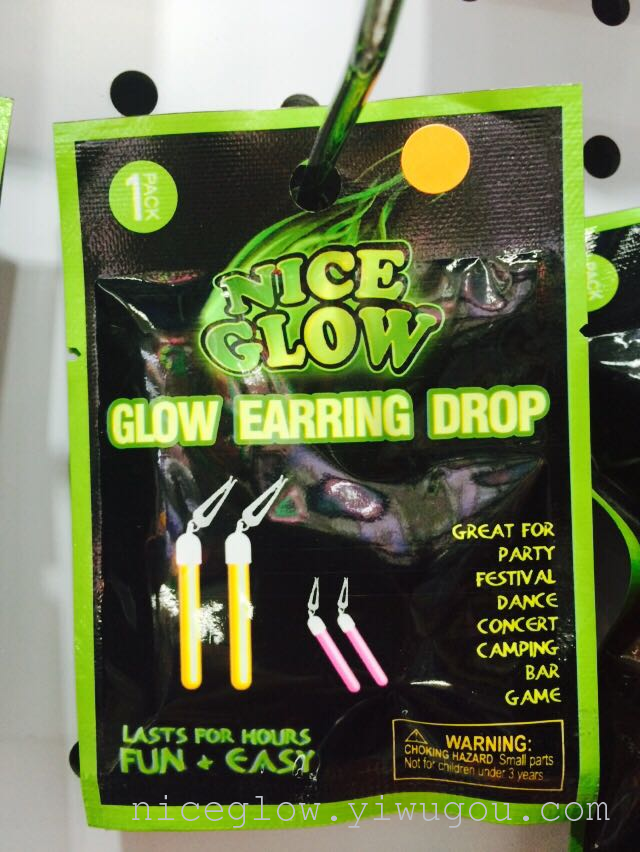 1 PACK
NICE
GLOW
GLOW EARRING DROP
GREAT FOR
PARTY
FESTIVAL
DANCE
CONCERT
CAMPING
BAR
GAME
LASTS FOR HOURS
FUN + EASY
WARNING:
CHOKING HAZARD Small parts
Not for children under 3 years
PACK
niceglow.yiwugou.com